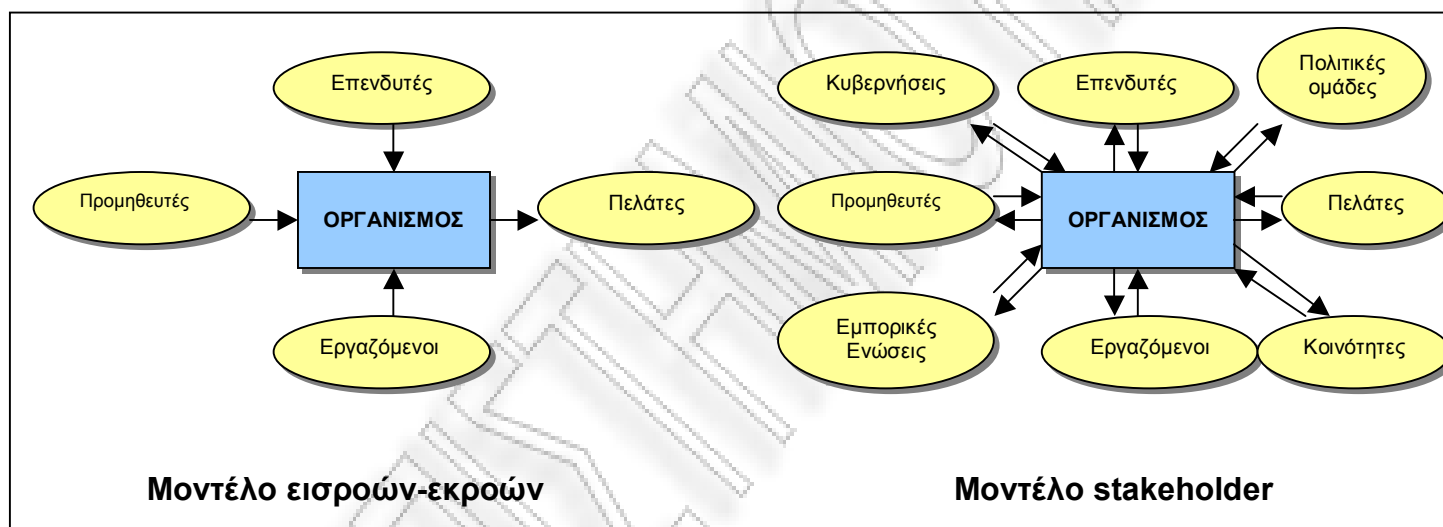 Επενδυτές
Προμηθευτές
ΟΡΓΑΝΙΣΜΟΣ
Πελάτες
Εργαζόμενοι
Μοντέλο εισροών-εκροών
Κυβερνήσεις
Επενδυτές
Πολιτικές
ομάδες
Προμηθευτές
ΟΡΓΑΝΙΣΜΟΣ
Πελάτες
Εμπορικές
Ενώσεις
Εργαζόμενοι
Κοινότητες
Μοντέλο stakeholder